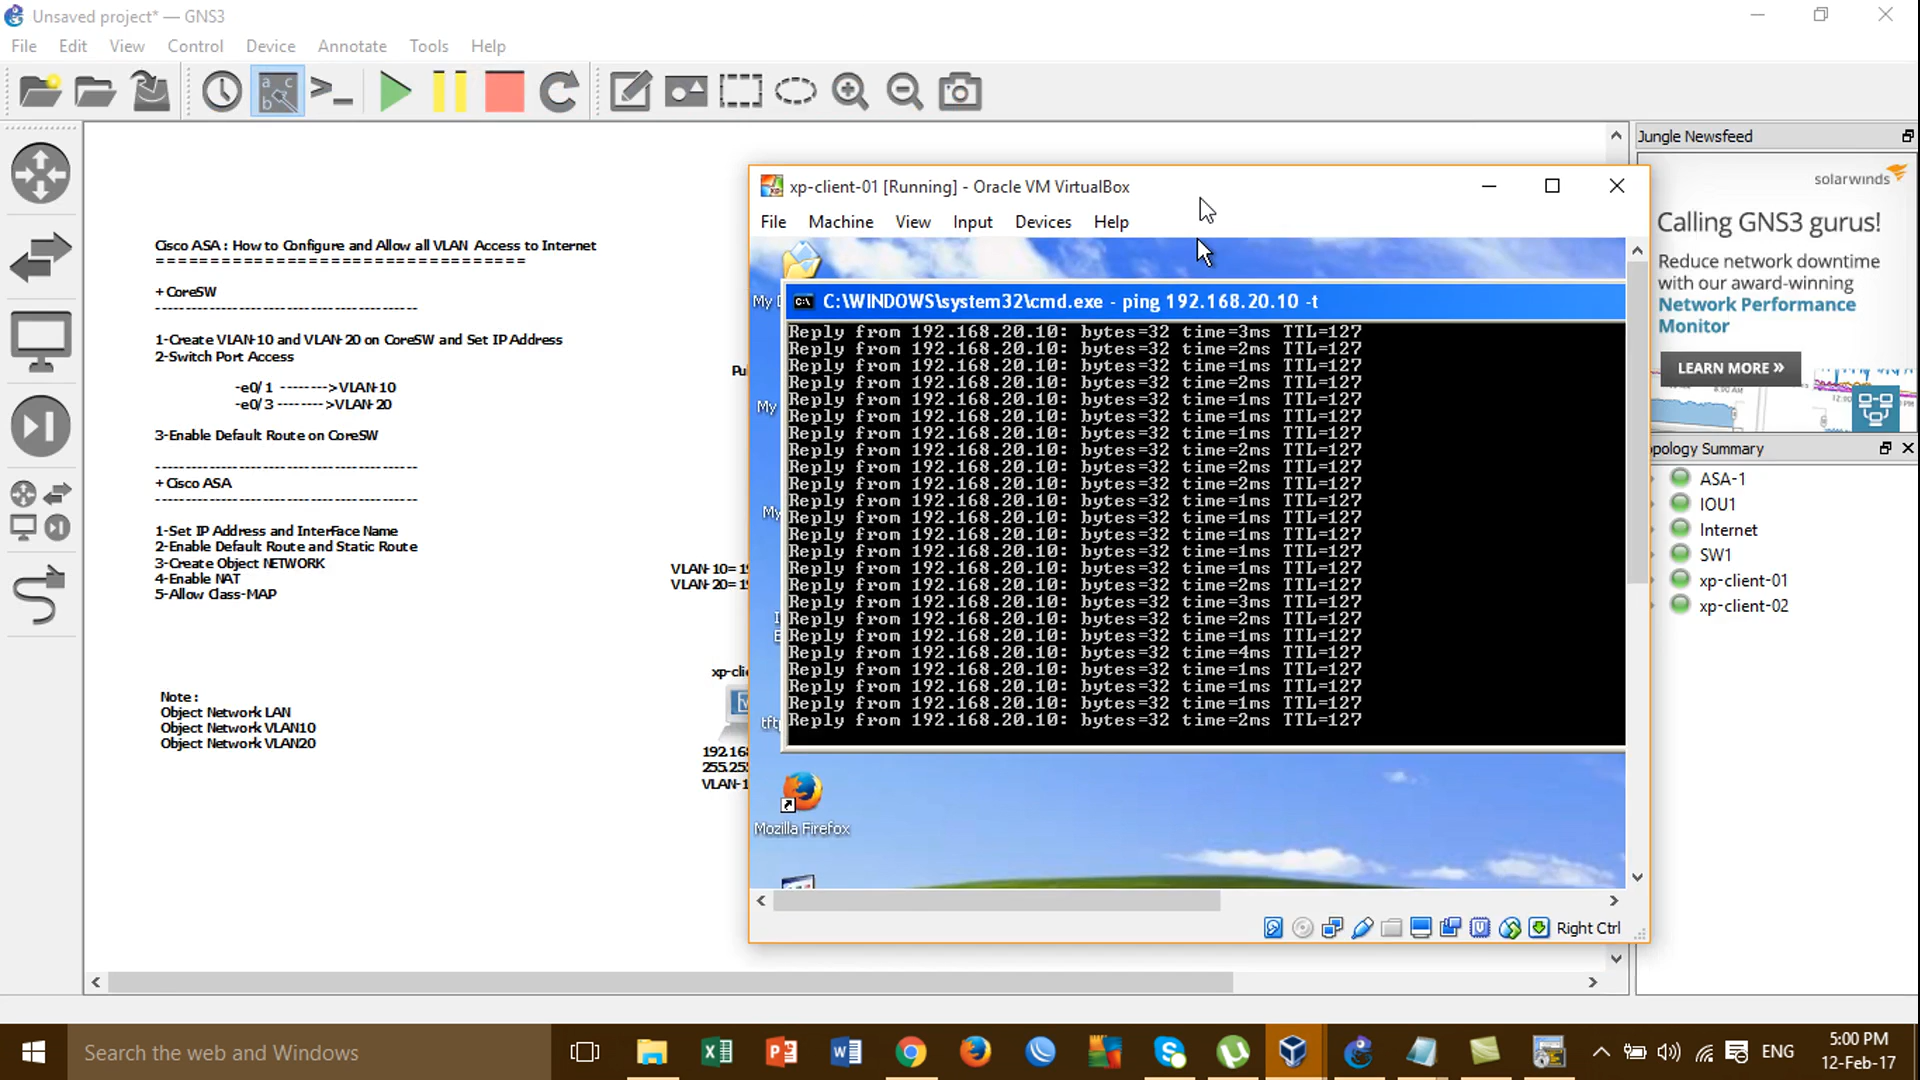 Unsaved project* — GNS3
File Edit View Control Device Annotate Tools Help
Jungle Newsfeed
solarwinds
Calling GNS3 gurus!
Reduce network downtime
with our award-winning
Network Performance
Monitor
LEARN MORE »
Topology Summary
ASA-1
IOU1
Internet
SW1
xp-client-01
xp-client-02
Cisco ASA : How to Configure and Allow all VLAN Access to Internet
==================================
+ CoreSW
----------------------------------------------
1-Create VLAN-10 and VLAN-20 on CoreSW and Set IP Address
2-Switch Port Access
-e0/1 -------->VLAN-10
-e0/3 -------->VLAN-20
3-Enable Default Route on CoreSW
----------------------------------------------
+ Cisco ASA
----------------------------------------------
1-Set IP Address and Interface Name
2-Enable Default Route and Static Route
3-Create Object NETWORK
4-Enable NAT
5-Allow Class-MAP
Note :
Object Network LAN
Object Network VLAN10
Object Network VLAN20
VLAN-10= 19
VLAN-20= 19
xp-clie
192.168
255.255
VLAN-1
xp-client-01 [Running] - Oracle VM VirtualBox
File Machine View Input Devices Help
C:\WINDOWS\system32\cmd.exe - ping 192.168.20.10 -t
Reply from 192.168.20.10: bytes=32 time=3ms TTL=127
Reply from 192.168.20.10: bytes=32 time=2ms TTL=127
Reply from 192.168.20.10: bytes=32 time=1ms TTL=127
Reply from 192.168.20.10: bytes=32 time=2ms TTL=127
Reply from 192.168.20.10: bytes=32 time=1ms TTL=127
Reply from 192.168.20.10: bytes=32 time=1ms TTL=127
Reply from 192.168.20.10: bytes=32 time=1ms TTL=127
Reply from 192.168.20.10: bytes=32 time=2ms TTL=127
Reply from 192.168.20.10: bytes=32 time=2ms TTL=127
Reply from 192.168.20.10: bytes=32 time=2ms TTL=127
Reply from 192.168.20.10: bytes=32 time=1ms TTL=127
Reply from 192.168.20.10: bytes=32 time=1ms TTL=127
Reply from 192.168.20.10: bytes=32 time=1ms TTL=127
Reply from 192.168.20.10: bytes=32 time=1ms TTL=127
Reply from 192.168.20.10: bytes=32 time=1ms TTL=127
Reply from 192.168.20.10: bytes=32 time=2ms TTL=127
Reply from 192.168.20.10: bytes=32 time=3ms TTL=127
Reply from 192.168.20.10: bytes=32 time=2ms TTL=127
Reply from 192.168.20.10: bytes=32 time=1ms TTL=127
Reply from 192.168.20.10: bytes=32 time=4ms TTL=127
Reply from 192.168.20.10: bytes=32 time=1ms TTL=127
Reply from 192.168.20.10: bytes=32 time=1ms TTL=127
Reply from 192.168.20.10: bytes=32 time=1ms TTL=127
Reply from 192.168.20.10: bytes=32 time=2ms TTL=127
My D
My
My
tft
Mozilla Firefox
Right Ctrl
Search the web and Windows
ENG
5:00 PM
12-Feb-17